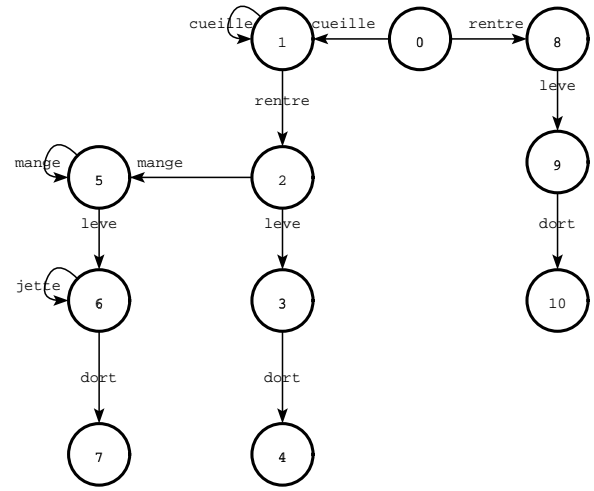 cueille cueille rentre
1 0 8
leve
rentre
9
mange mange
5 2
leve leve dort
jette
6 3 10
dort dort
7 4